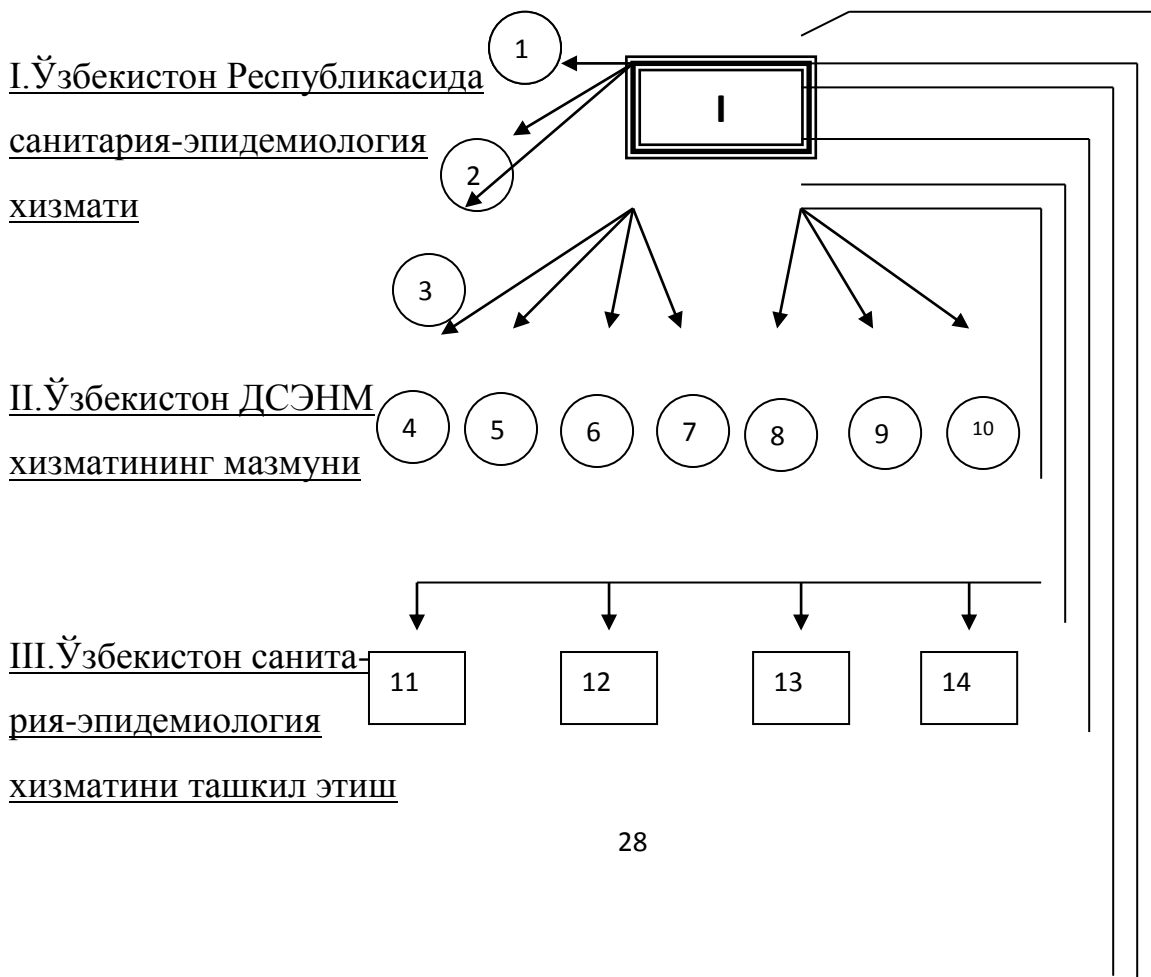 1
I.Ўзбекистон Республикасида
I
санитария-эпидемиология
2
хизмати
3
II.Ўзбекистон ДСЭНМ
4 5 6 7 8 9 10
хизматининг мазмуни
III.Ўзбекистон санита-
11 12 13 14
рия-эпидемиология
хизматини ташкил этиш
28